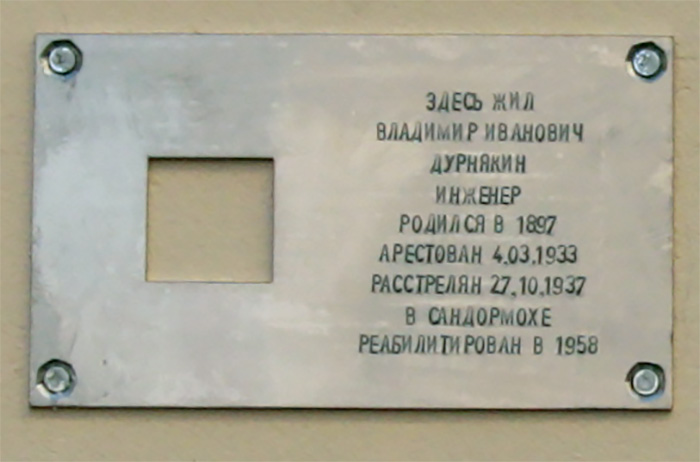 ЗДЕСЬ ЖИЛ
ВЛАДИМИР ИВАНОВИЧ
ДУРНЯКИН
ИНЖЕНЕР
РОДИЛСЯ В 1897
АРЕСТОВАН 4.03.1933
РАССТРЕЛЯН 27.10.1937
В САНДОРМОХЕ
РЕАБИЛИТИРОВАН В 1958